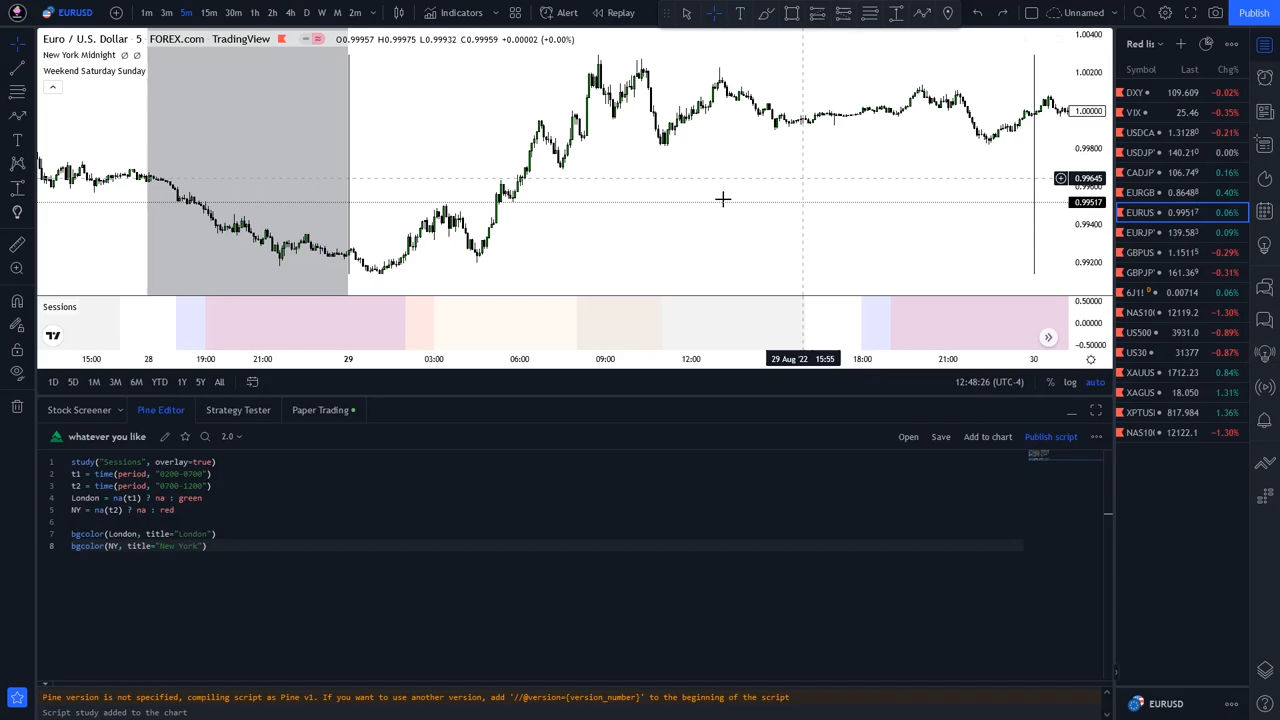 EURUSD
1m 3m 5m 15m 30m 1h 2h 4h D W M 2m
Indicators
Alert
Replay
Unnamed
Publish
Euro / U.S. Dollar · 5 · FOREX.com · TradingView
O0.99957 H0.99975 L0.99932 C0.99959 +0.00002 (+0.00%)
New York Midnight
Weekend Saturday Sunday
1.00400
1.00200
1.00000
0.99800
0.99645
0.99600
0.99517
0.99400
0.99200
Sessions
0.50000
0.00000
-0.50000
15:00 28 19:00 21:00 29 03:00 06:00 09:00 12:00 29 Aug '22 15:55 18:00 21:00 30
1D 5D 1M 3M 6M YTD 1Y 5Y All
12:48:26 (UTC-4) % log auto
Stock Screener Pine Editor Strategy Tester Paper Trading
whatever you like 2.0
Open Save Add to chart Publish script
1 study("Sessions", overlay=true)
2 t1 = time(period, "0200-0700")
3 t2 = time(period, "0700-1200")
4 London = na(t1) ? na : green
5 NY = na(t2) ? na : red
6
7 bgcolor(London, title="London")
8 bgcolor(NY, title="New York")
Pine version is not specified, compiling script as Pine v1. If you want to use another version, add '//@version={version_number}' to the beginning of the script
Script study added to the chart
Red lis
Symbol Last Chg%
DXY 109.609 -0.02%
VIX 25.46 -0.35%
USDCA 1.31280 -0.21%
USDJP 140.210 0.00%
CADJP 106.749 0.16%
EURGB 0.8648⁸ 0.40%
EURUS 0.9951⁷ 0.06%
EURJP 139.58³ 0.09%
GBPUS 1.1511⁵ -0.29%
GBPJP 161.36⁹ -0.31%
6J1! D 0.00714 0.06%
NAS10 12119.2 -1.30%
US500 3931.0 -0.89%
US30 31377 -0.87%
XAUUS 1712.23 0.84%
XAGUS 18.050 1.31%
XPTUS 817.984 1.36%
NAS10 12122.1 -1.30%
EURUSD